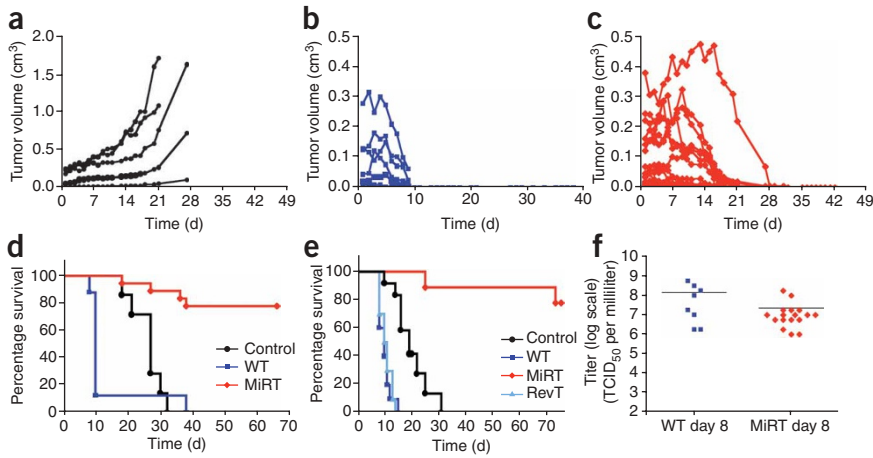 a
b
c
Tumor volume (cm³)
2.0
1.5
1.0
0.5
0.0
0 7 14 21 28 35 42 49
Time (d)
Tumor volume (cm³)
0.5
0.4
0.3
0.2
0.1
0.0
0 10 20 30 40
Time (d)
Tumor volume (cm³)
0.5
0.4
0.3
0.2
0.1
0.0
0 7 14 21 28 35 42 49
Time (d)
d
e
f
Percentage survival
100
80
60
40
20
0
0 10 20 30 40 50 60 70
Time (d)
Control
WT
MiRT
Percentage survival
100
80
60
40
20
0
0 10 20 30 40 50 60 70
Time (d)
Control
WT
MiRT
RevT
Titer (log scale)
(TCID₅₀ per milliliter)
10
9
8
7
6
5
4
3
2
WT day 8 MiRT day 8